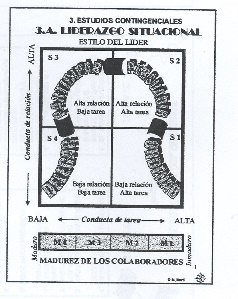 3. ESTUDIOS CONTINGENCIALES
3.A. LIDERAZGO SITUACIONAL
ESTILO DEL LIDER
ALTA
S 3
S 2
Alta relación
Baja tarea
Alta relación
Alta tarea
Conducta de relación
S 4
S 1
Baja relación
Baja tarea
Baja relación
Alta tarea
BAJA
Conducta de tarea
ALTA
Maduro
M 4
M 3
M 2
M 1
Inmaduro
MADUREZ DE LOS COLABORADORES